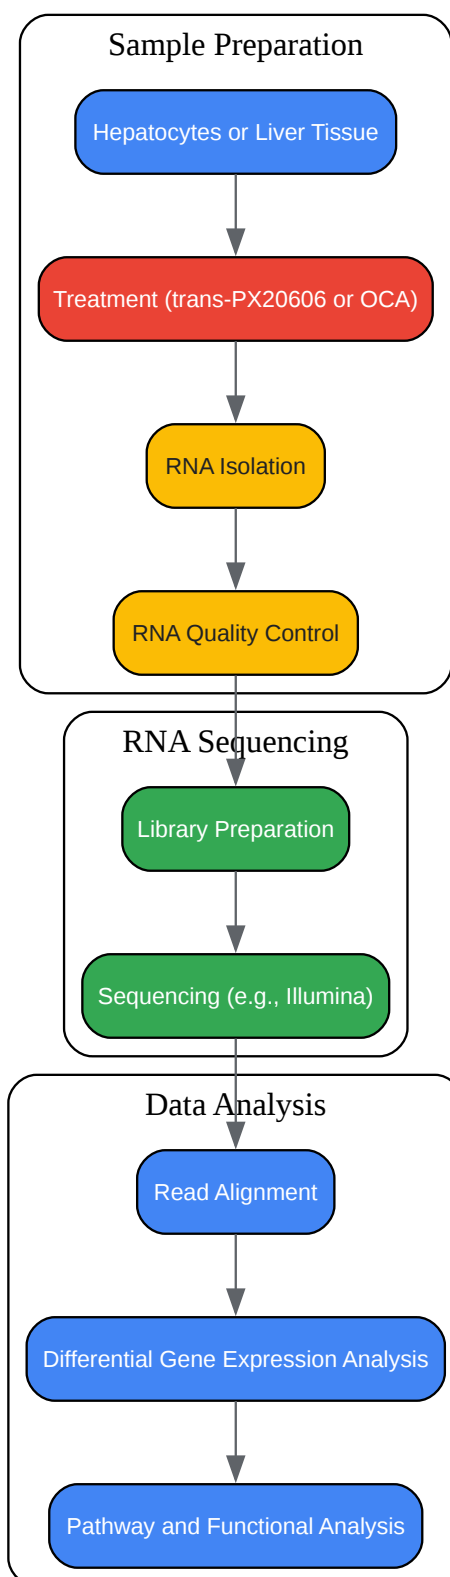 Sample Preparation
Hepatocytes or Liver Tissue
Treatment (trans-PX20606 or OCA)
RNA Isolation
RNA Quality Control
RNA Sequencing
Library Preparation
Sequencing (e.g., Illumina)
Data Analysis
Read Alignment
Differential Gene Expression Analysis
Pathway and Functional Analysis